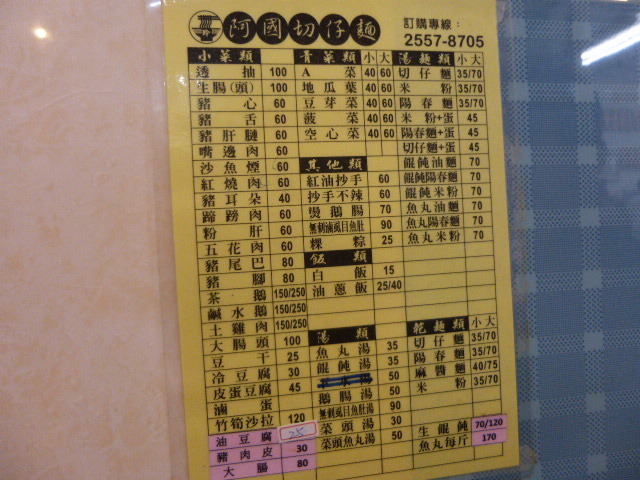 阿國切仔麵
訂購專線：
2557-8705
小菜類
透抽 100
生腸(頭) 100
豬心 60
豬舌 60
豬肝腱 60
嘴邊肉 60
沙魚煙 60
紅燒肉 60
豬耳朵 40
蹄膀肉 60
粉肝 60
五花肉 60
豬尾巴 80
豬腳 80
茶鵝 150/250
鹹水鵝 150/250
土雞肉 150/250
大腸頭 100
豆干 25
冷豆腐 30
皮蛋豆腐 45
滷蛋
竹筍沙拉 120
油豆腐 25
豬肉皮 30
大腸 80
青菜類 小 大
A菜 40 60
地瓜葉 40 60
豆芽菜 40 60
菠菜 40 60
空心菜 40 60
其他類
紅油抄手 60
抄手不辣 60
燙鵝腸 70
無刺滷虱目魚肚 90
粿粽 25
飯類
白飯 15
油蔥飯 25/40
湯類
魚丸湯 35
餛飩湯 35
鵝腸湯 50
無刺虱目魚肚湯 90
菜頭湯 30
菜頭魚丸湯 50
湯麵類 小 大
切仔麵 35/70
米粉 35/70
陽春麵 35/70
米粉+蛋 45
陽春麵+蛋 45
切仔麵+蛋 45
餛飩油麵 70
餛飩陽春麵 70
餛飩米粉 70
魚丸油麵 70
魚丸陽春麵 70
魚丸米粉 70
乾麵類 小 大
切仔麵 35/70
陽春麵 35/70
麻醬麵 40/75
米粉 35/70
生餛飩 70/120
魚丸每斤 170